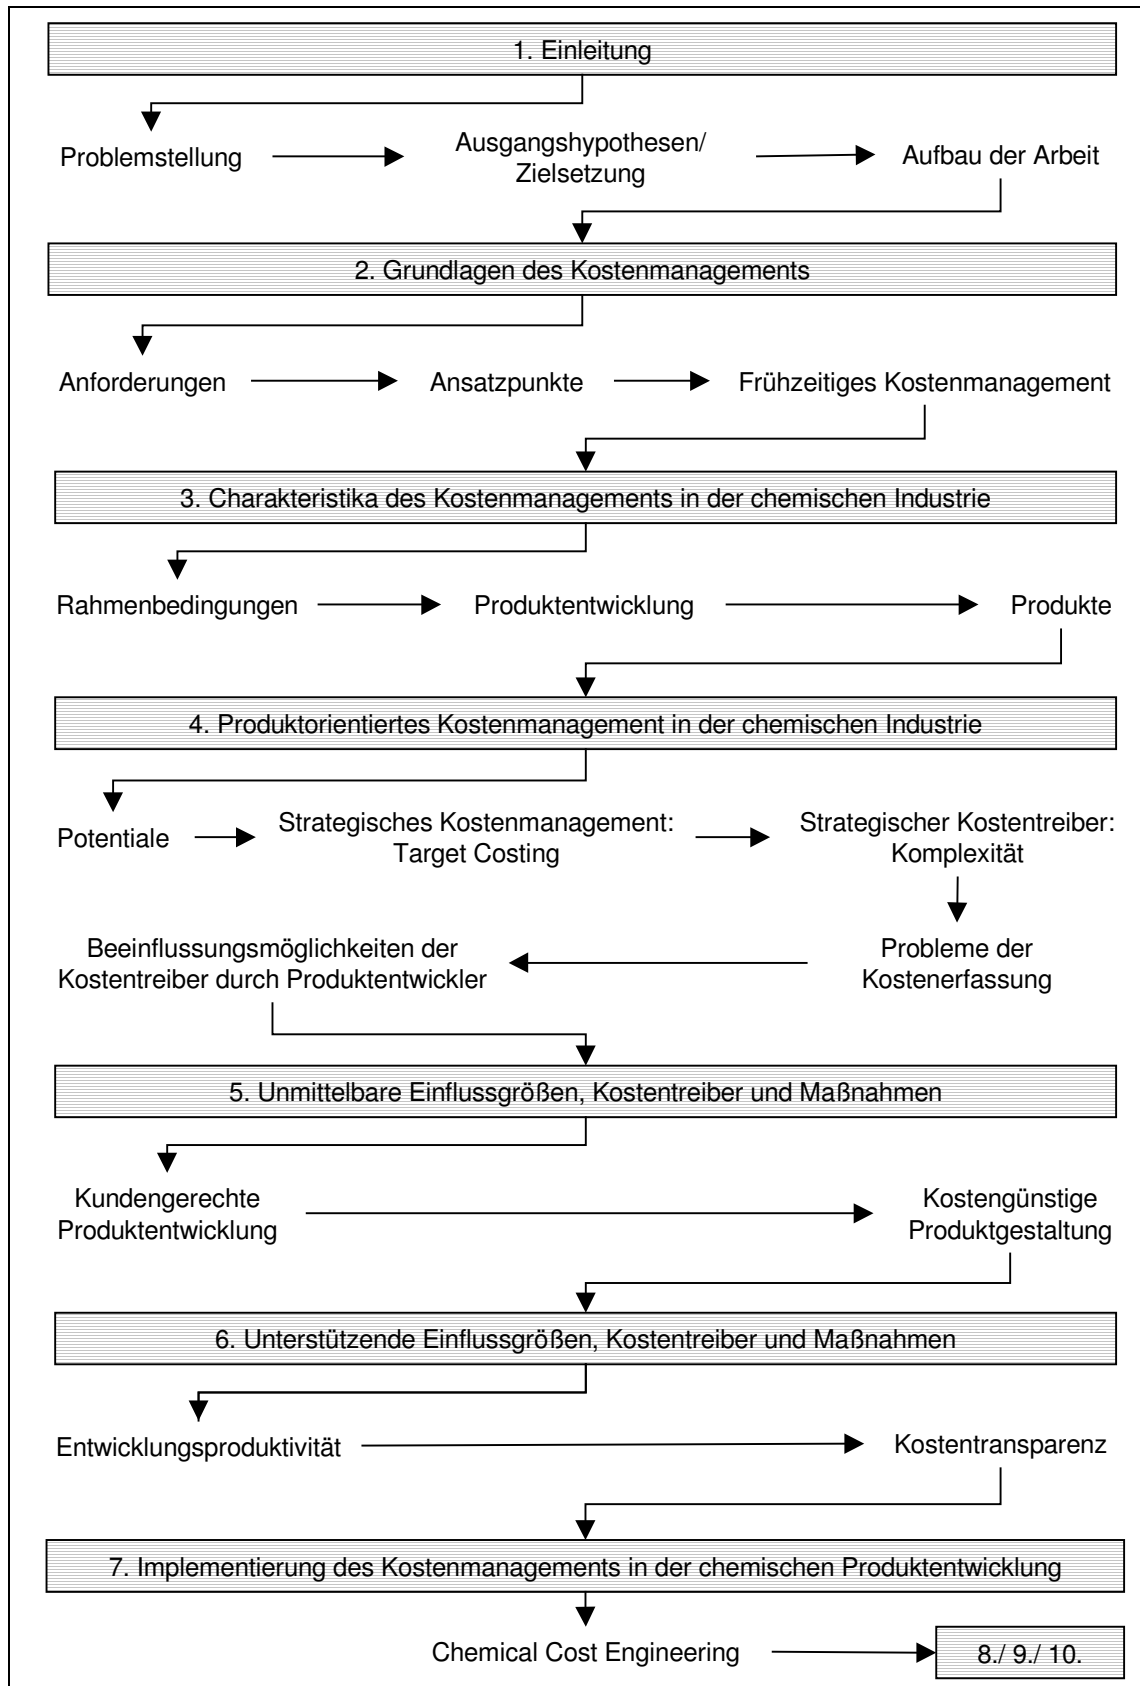 1. Einleitung
Problemstellung
Ausgangshypothesen/
Zielsetzung
Aufbau der Arbeit
2. Grundlagen des Kostenmanagements
Anforderungen
Ansatzpunkte
Frühzeitiges Kostenmanagement
3. Charakteristika des Kostenmanagements in der chemischen Industrie
Rahmenbedingungen
Produktentwicklung
Produkte
4. Produktorientiertes Kostenmanagement in der chemischen Industrie
Potentiale
Strategisches Kostenmanagement:
Target Costing
Strategischer Kostentreiber:
Komplexität
Probleme der
Kostenerfassung
Beeinflussungsmöglichkeiten der
Kostentreiber durch Produktentwickler
5. Unmittelbare Einflussgrößen, Kostentreiber und Maßnahmen
Kundengerechte
Produktentwicklung
Kostengünstige
Produktgestaltung
6. Unterstützende Einflussgrößen, Kostentreiber und Maßnahmen
Entwicklungsproduktivität
Kostentransparenz
7. Implementierung des Kostenmanagements in der chemischen Produktentwicklung
Chemical Cost Engineering
8./ 9./ 10.